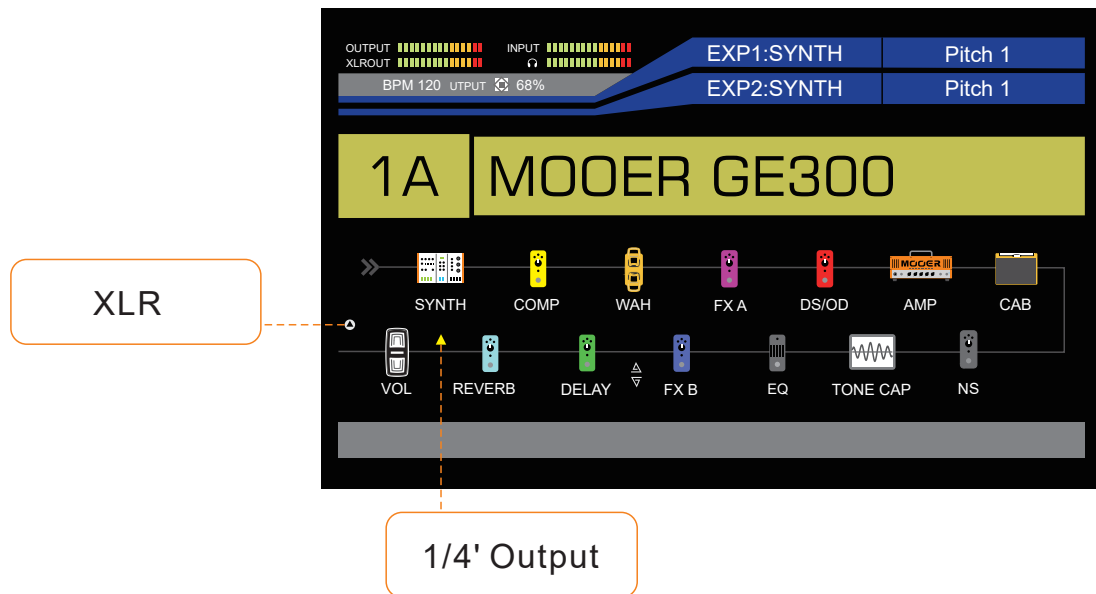 OUTPUT INPUT
XLROUT
BPM 120 UTPUT 68%
EXP1:SYNTH Pitch 1
EXP2:SYNTH Pitch 1
1A MOOER GE300
MOOER
SYNTH COMP WAH FX A DS/OD AMP CAB
VOL REVERB DELAY FX B EQ TONE CAP NS
XLR
1/4' Output